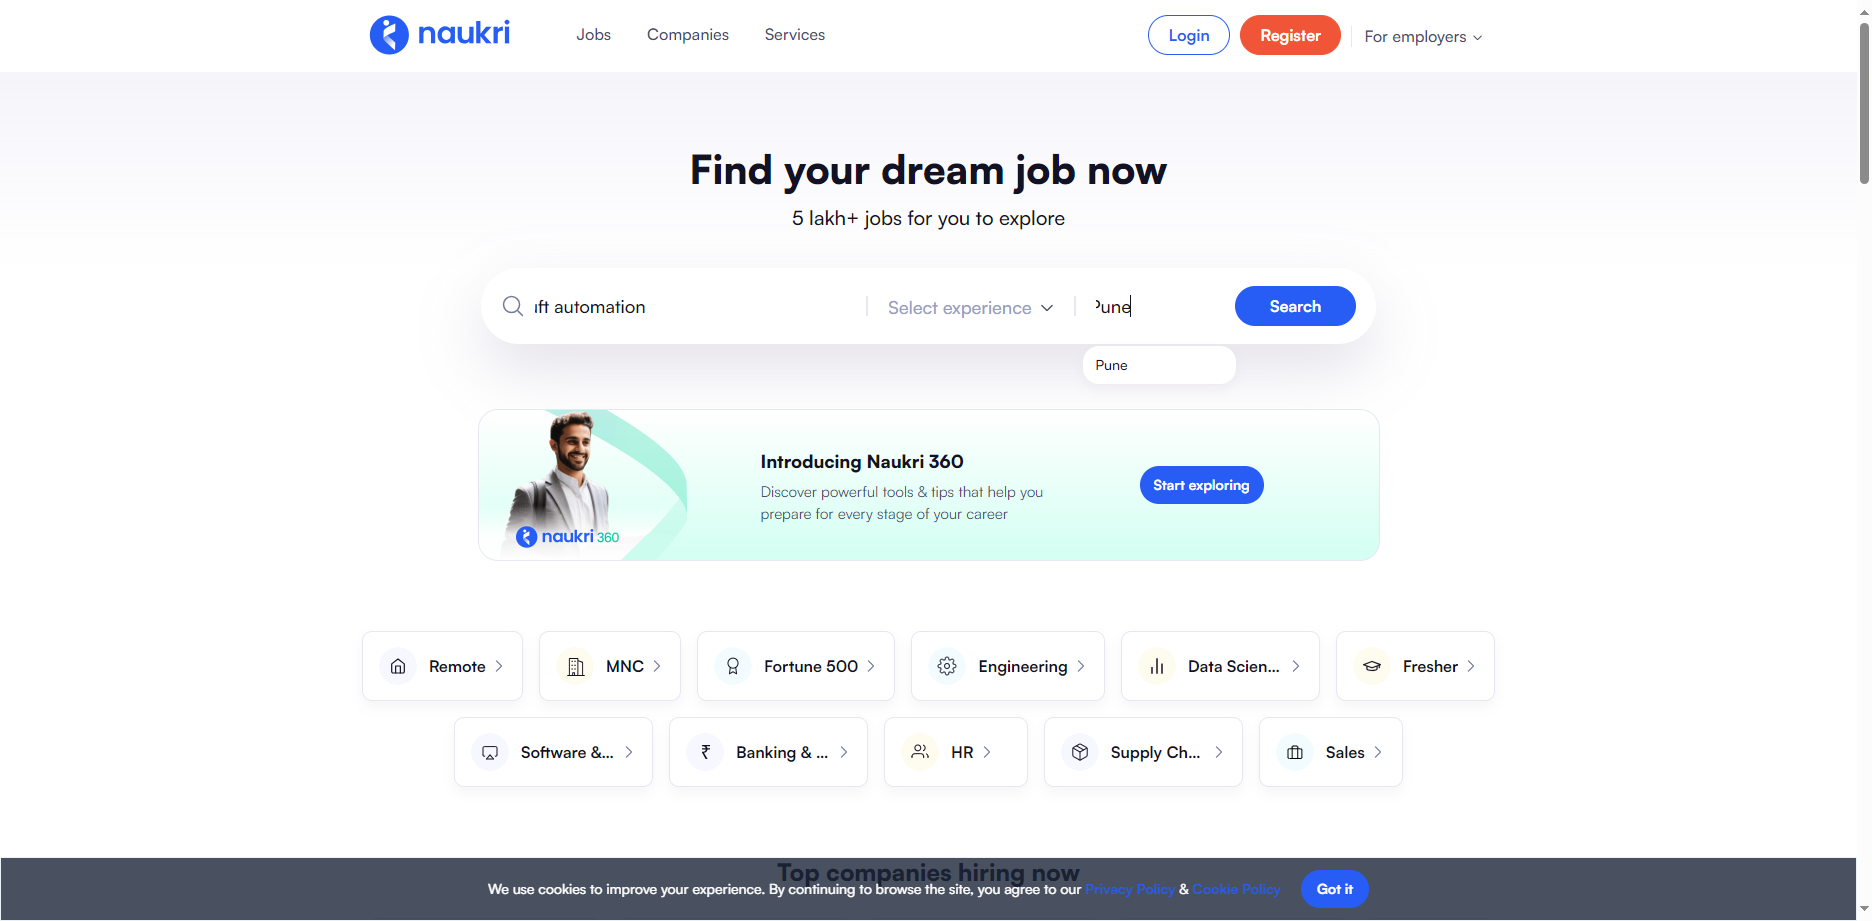 naukri
Jobs
Companies
Services
Login
Register
For employers
Find your dream job now
5 lakh+ jobs for you to explore
uft automation
Select experience
Pune
Search
Pune
naukri 360
Introducing Naukri 360
Discover powerful tools & tips that help you
prepare for every stage of your career
Start exploring
Remote
MNC
Fortune 500
Engineering
Data Scien...
Fresher
Software &...
Banking & ...
HR
Supply Ch...
Sales
Top companies hiring now
We use cookies to improve your experience. By continuing to browse the site, you agree to our Privacy Policy & Cookie Policy
Got it